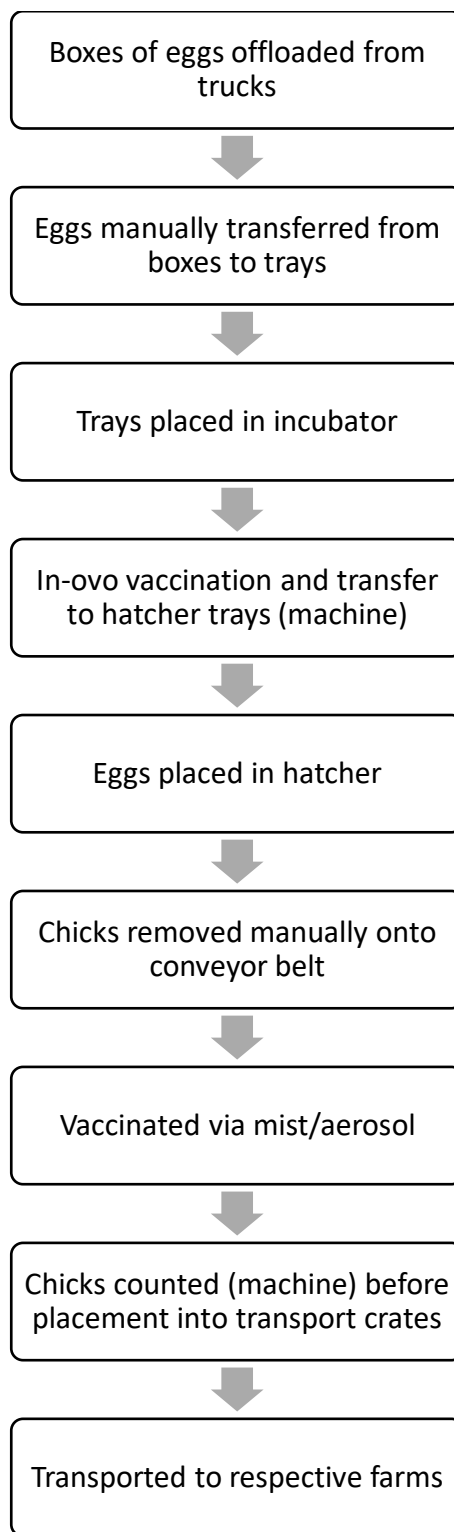 Boxes of eggs offloaded from
trucks
Eggs manually transferred from
boxes to trays
Trays placed in incubator
In-ovo vaccination and transfer
to hatcher trays (machine)
Eggs placed in hatcher
Chicks removed manually onto
conveyor belt
Vaccinated via mist/aerosol
Chicks counted (machine) before
placement into transport crates
Transported to respective farms